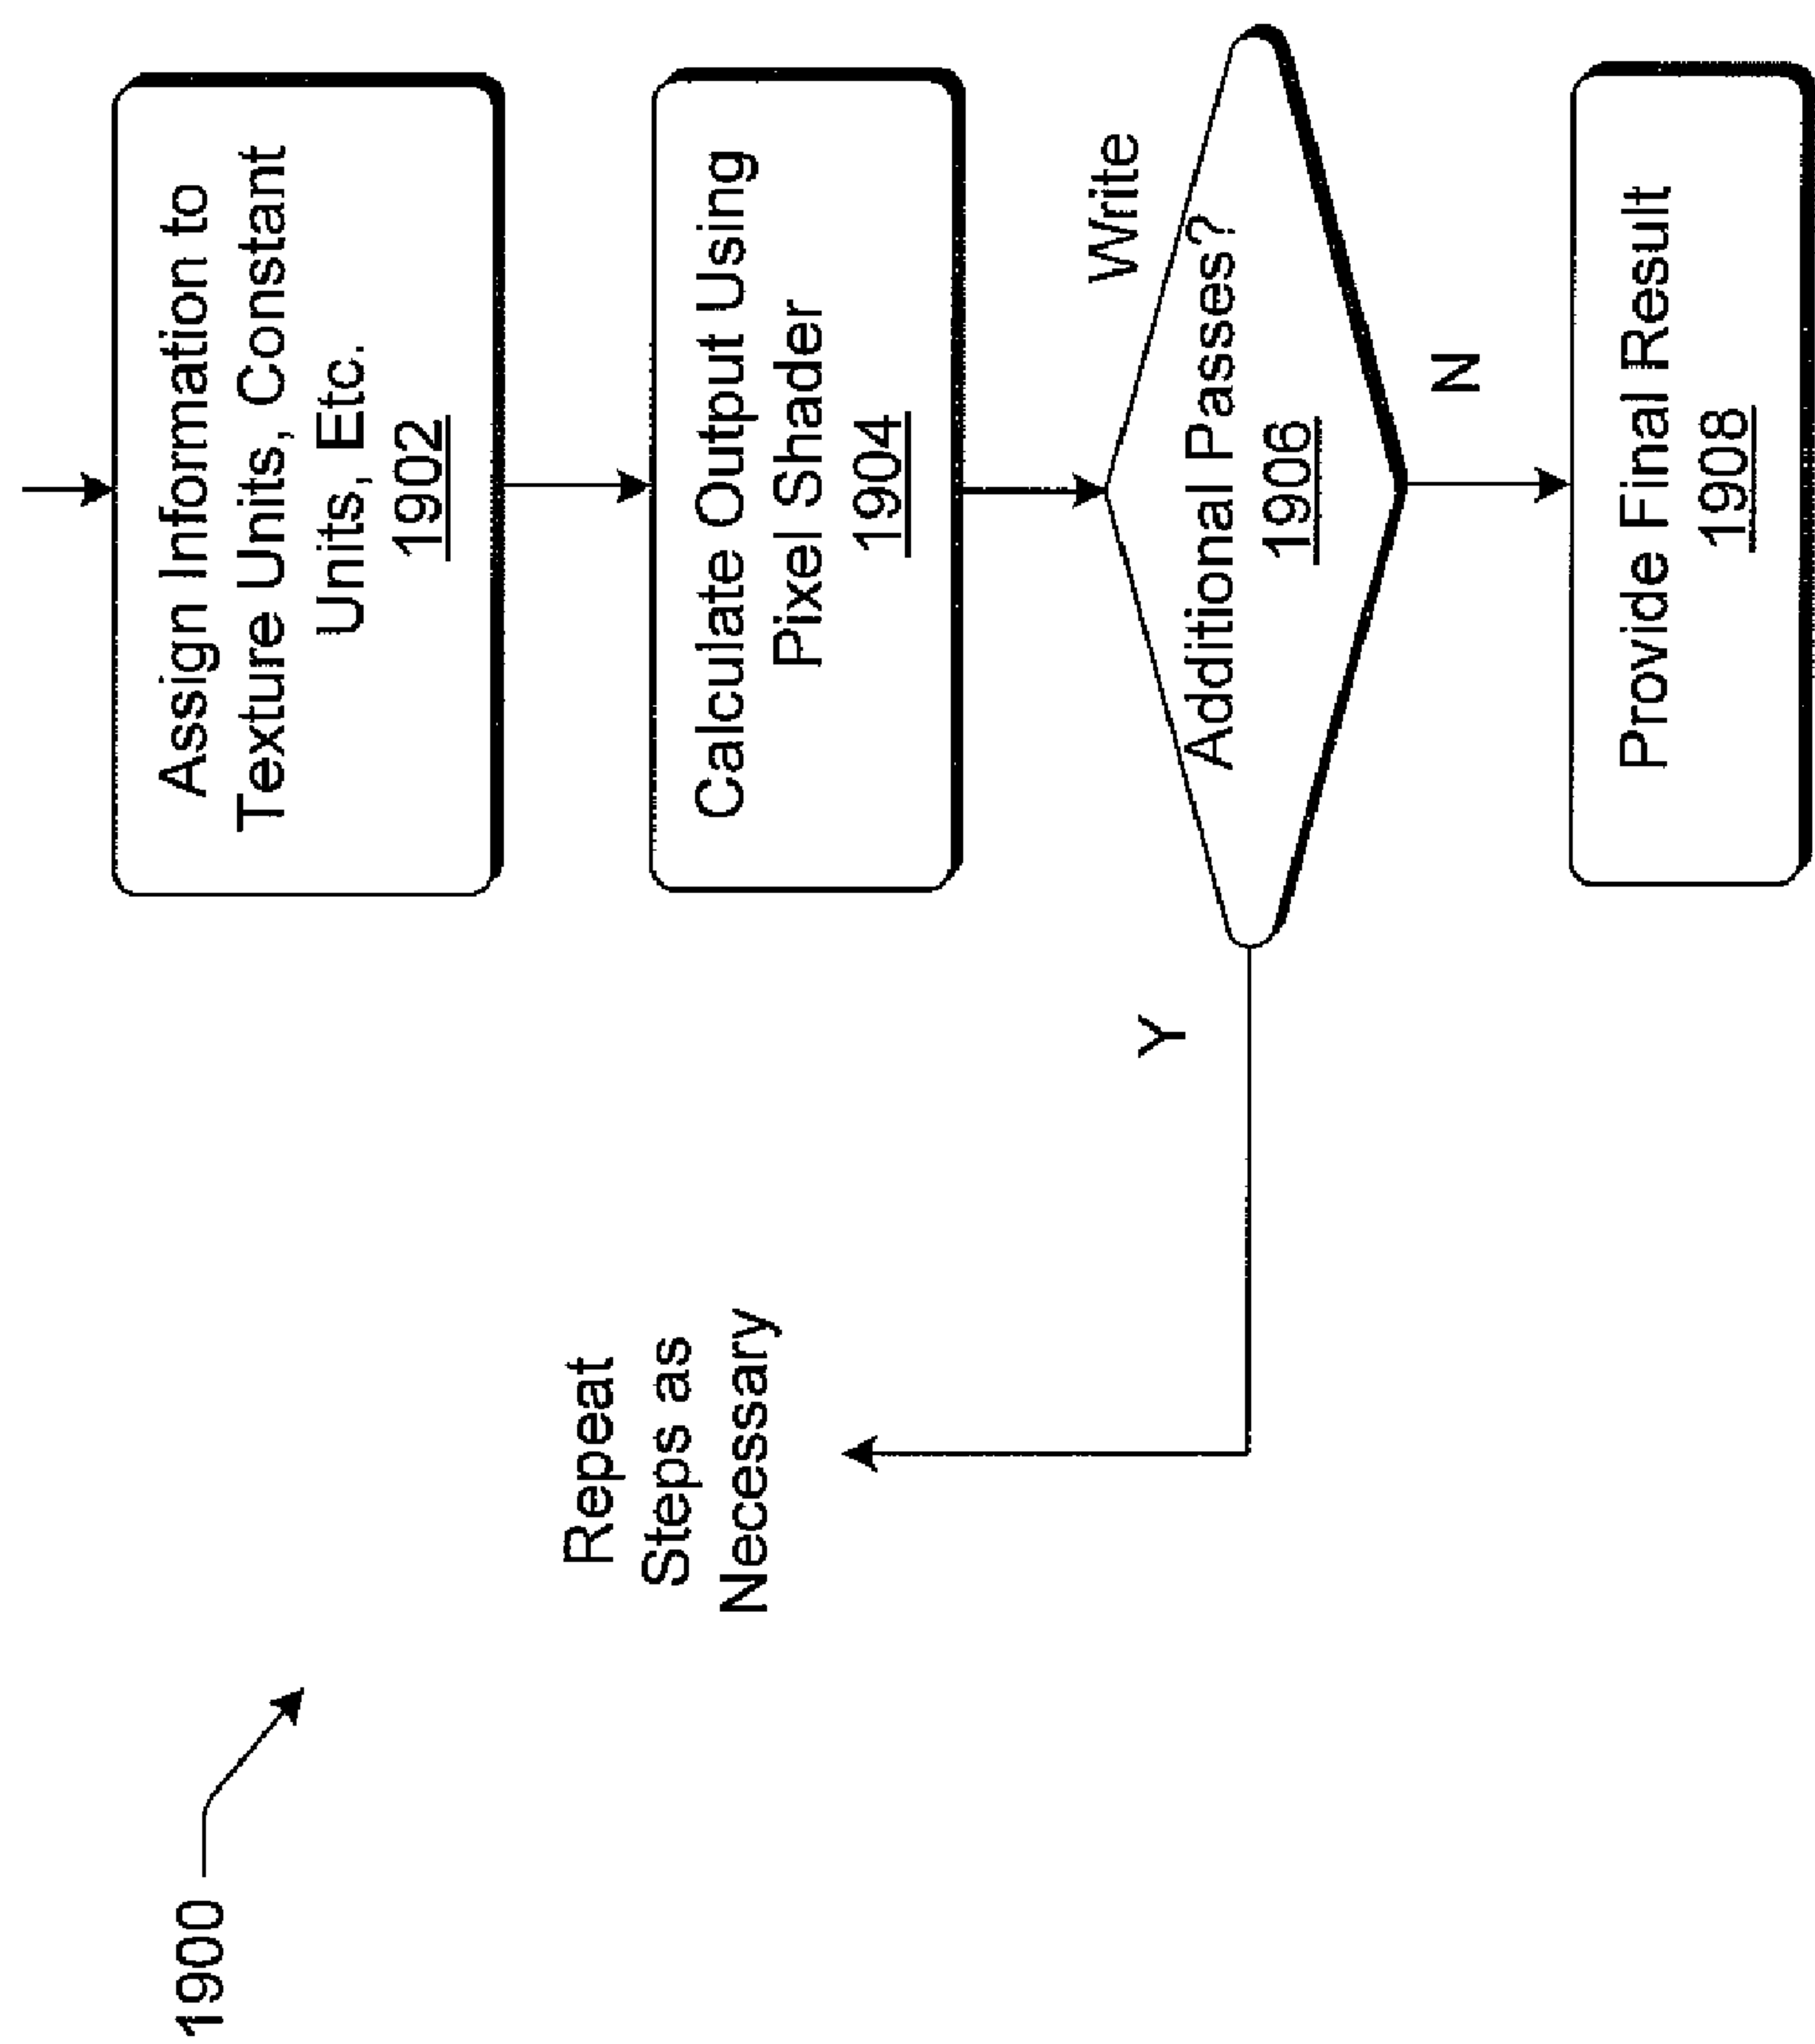 1900
Assign Information to
Texture Units, Constant
Units, Etc.
1902
Repeat
Steps as
Necessary
Calculate Output Using
Pixel Shader
1904
Write
Y
Additional Passes?
1906
N
Provide Final Result
1908